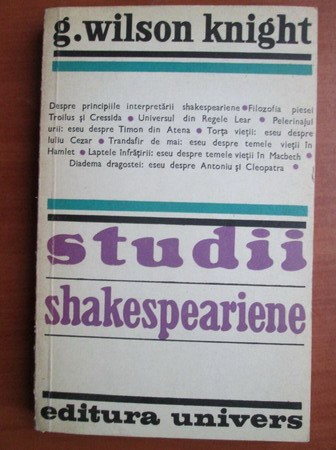 g.wilson knight
Despre principiile interpretării shakespeariene ● Filozofia piesei
Troilus și Cressida ● Universul din Regele Lear ● Pelerinajul
urii: eseu despre Timon din Atena ● Torța vieții: eseu despre
Iuliu Cezar ● Trandafir de mai: eseu despre temele vieții în
Hamlet ● Laptele înfrățirii: eseu despre temele vieții în Macbeth ●
Diadema dragostei: eseu despre Antoniu și Cleopatra ●
studii
shakespeariene
editura univers